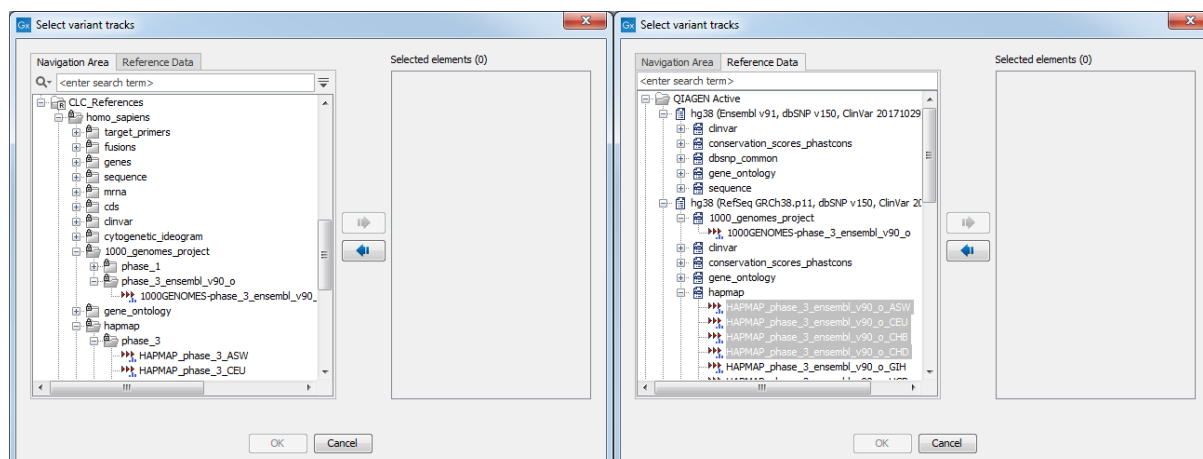 Select variant tracks
Navigation Area
Reference Data
<enter search term>
CLC_References
homo_sapiens
target_primers
fusions
genes
sequence
mrna
cds
clinvar
cytogenetic_ideogram
1000_genomes_project
phase_1
phase_3_ensembl_v90_o
1000GENOMES-phase_3_ensembl_v90_
gene_ontology
hapmap
phase_3
HAPMAP_phase_3_ASW
HAPMAP_phase_3_CEU
Selected elements (0)
OK
Cancel
Select variant tracks
Navigation Area
Reference Data
<enter search term>
QIAGEN Active
hg38 (Ensembl v91, dbSNP v150, ClinVar 20171029
clinvar
conservation_scores_phastcons
dbsnp_common
gene_ontology
sequence
hg38 (RefSeq GRCh38.p11, dbSNP v150, ClinVar 20
1000_genomes_project
1000GENOMES-phase_3_ensembl_v90_o
clinvar
conservation_scores_phastcons
gene_ontology
hapmap
HAPMAP_phase_3_ensembl_v90_o_ASW
HAPMAP_phase_3_ensembl_v90_o_CEU
HAPMAP_phase_3_ensembl_v90_o_CHB
HAPMAP_phase_3_ensembl_v90_o_CHD
HAPMAP_phase_3_ensembl_v90_o_GIH
Selected elements (0)
OK
Cancel